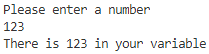 Please enter a number
123
There is 123 in your variable